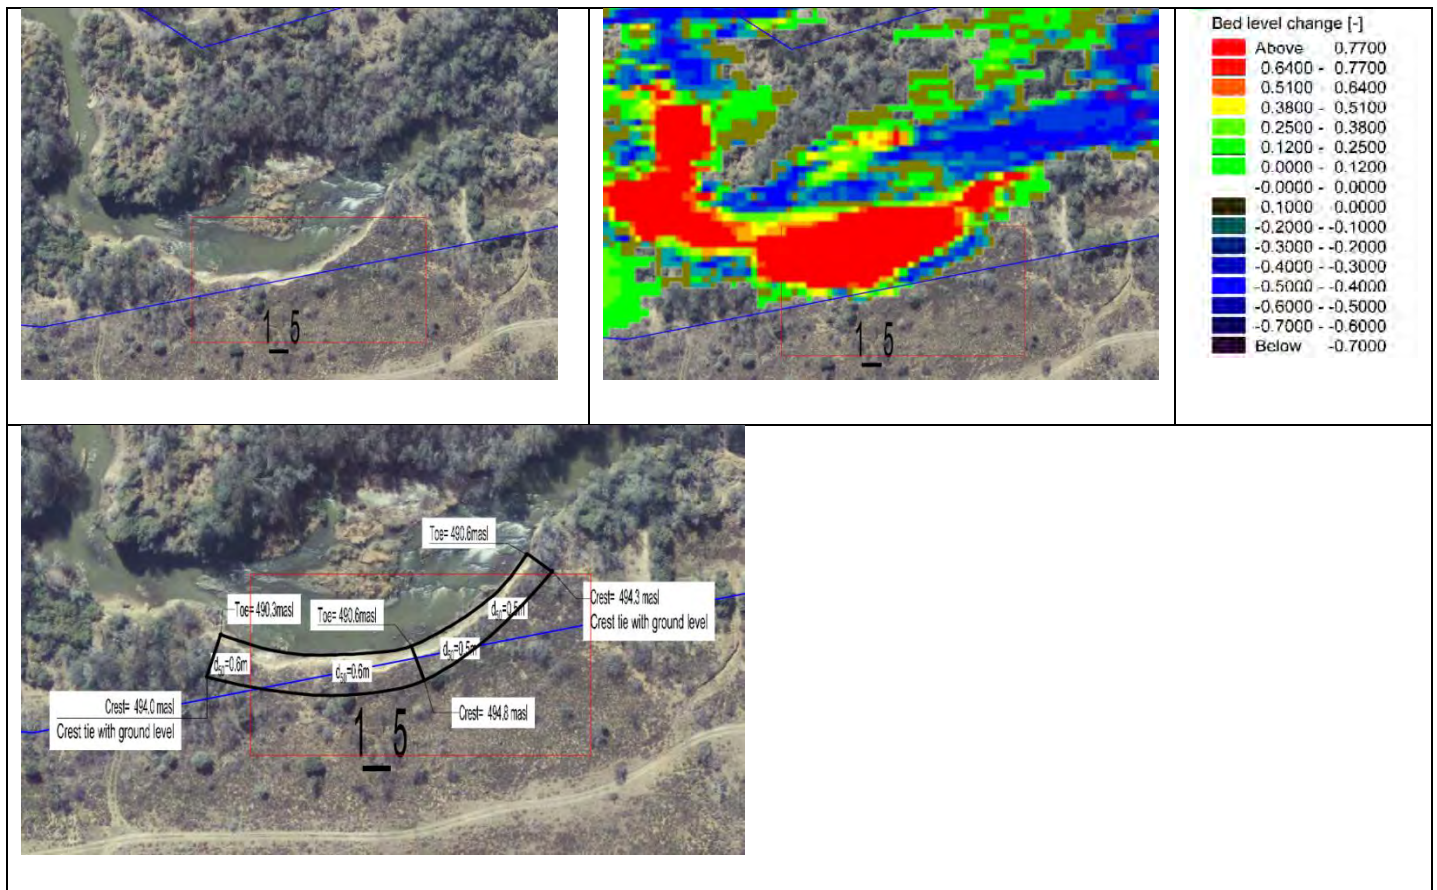 1_5
1_5
Bed level change [-]
Above 0.7700
0.6400 - 0.7700
0.5100 - 0.6400
0.3800 - 0.5100
0.2500 - 0.3800
0.1200 - 0.2500
0.0000 - 0.1200
-0.0000 - 0.0000
0.1000 0.0000
-0.2000 - -0.1000
-0.3000 - -0.2000
-0.4000 - -0.3000
-0.5000 - -0.4000
-0.6000 - -0.5000
-0.7000 - -0.6000
Below -0.7000
Toe= 490.6masl
Crest= 494.3 masl
Crest tie with ground level
Toe= 490.3masl
Toe= 490.6masl
d50=0.5m
d50=0.5m
d50=0.6m
d50=0.6m
Crest= 494.0 masl
Crest tie with ground level
Crest= 494.8 masl
1_5